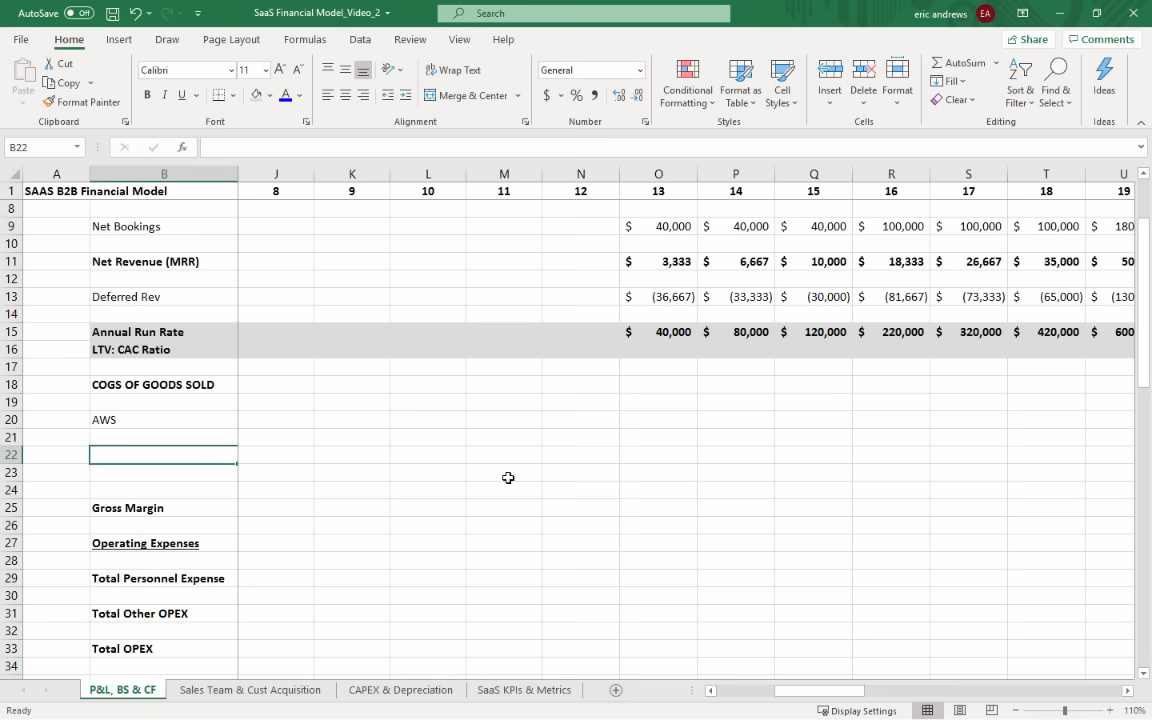 AutoSave Off SaaS Financial Model_Video_2 Search eric andrews EA
File Home Insert Draw Page Layout Formulas Data Review View Help Share Comments
Paste Cut Copy Format Painter Clipboard
Calibri 11 B I U Font
Wrap Text Merge & Center Alignment
General $ % Number
Conditional Formatting Format as Table Cell Styles Styles
Insert Delete Format Cells
AutoSum Fill Clear Sort & Filter Find & Select Editing
Ideas Ideas
B22 fx
A B J K L M N O P Q R S T U
1 SAAS B2B Financial Model 8 9 10 11 12 13 14 15 16 17 18 19
8
9 Net Bookings $ 40,000 $ 40,000 $ 40,000 $ 100,000 $ 100,000 $ 100,000 $ 180
10
11 Net Revenue (MRR) $ 3,333 $ 6,667 $ 10,000 $ 18,333 $ 26,667 $ 35,000 $ 50
12
13 Deferred Rev $ (36,667) $ (33,333) $ (30,000) $ (81,667) $ (73,333) $ (65,000) $ (130
14
15 Annual Run Rate $ 40,000 $ 80,000 $ 120,000 $ 220,000 $ 320,000 $ 420,000 $ 600
16 LTV: CAC Ratio
17
18 COGS OF GOODS SOLD
19
20 AWS
21
22
23
24
25 Gross Margin
26
27 Operating Expenses
28
29 Total Personnel Expense
30
31 Total Other OPEX
32
33 Total OPEX
34
P&L, BS & CF Sales Team & Cust Acquisition CAPEX & Depreciation SaaS KPIs & Metrics
Ready Display Settings 110%